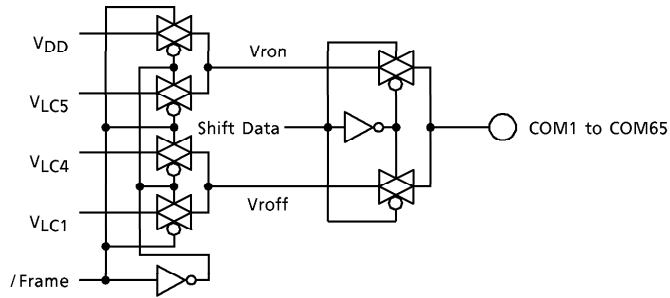 VDD
Vron
VLC5
Shift Data
COM1 to COM65
VLC4
Vroff
VLC1
/Frame